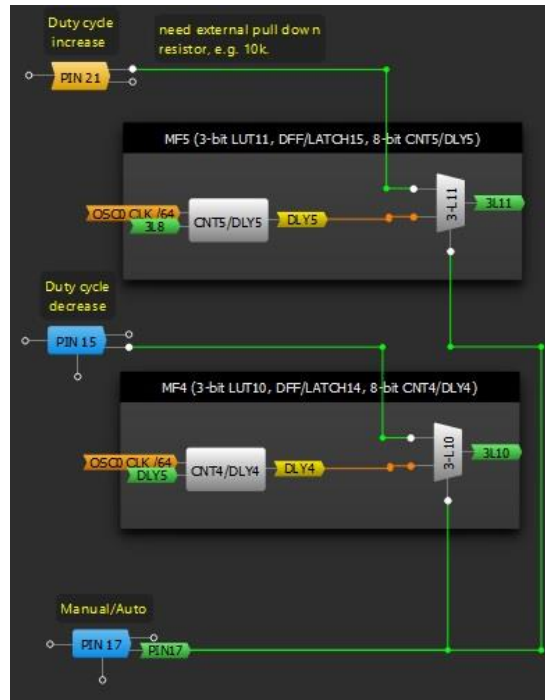 Duty cycle
increase
need external pull down
resistor, e.g. 10k.
PIN 21
MF5 (3-bit LUT11, DFF/LATCH15, 8-bit CNT5/DLY5)
3-L11
3L11
OSC0 CLK /64
3L8
CNT5/DLY5
DLY5
Duty cycle
decrease
PIN 15
MF4 (3-bit LUT10, DFF/LATCH14, 8-bit CNT4/DLY4)
3-L10
3L10
OSC0 CLK /64
DLY5
CNT4/DLY4
DLY4
Manual/Auto
PIN 17
PIN17